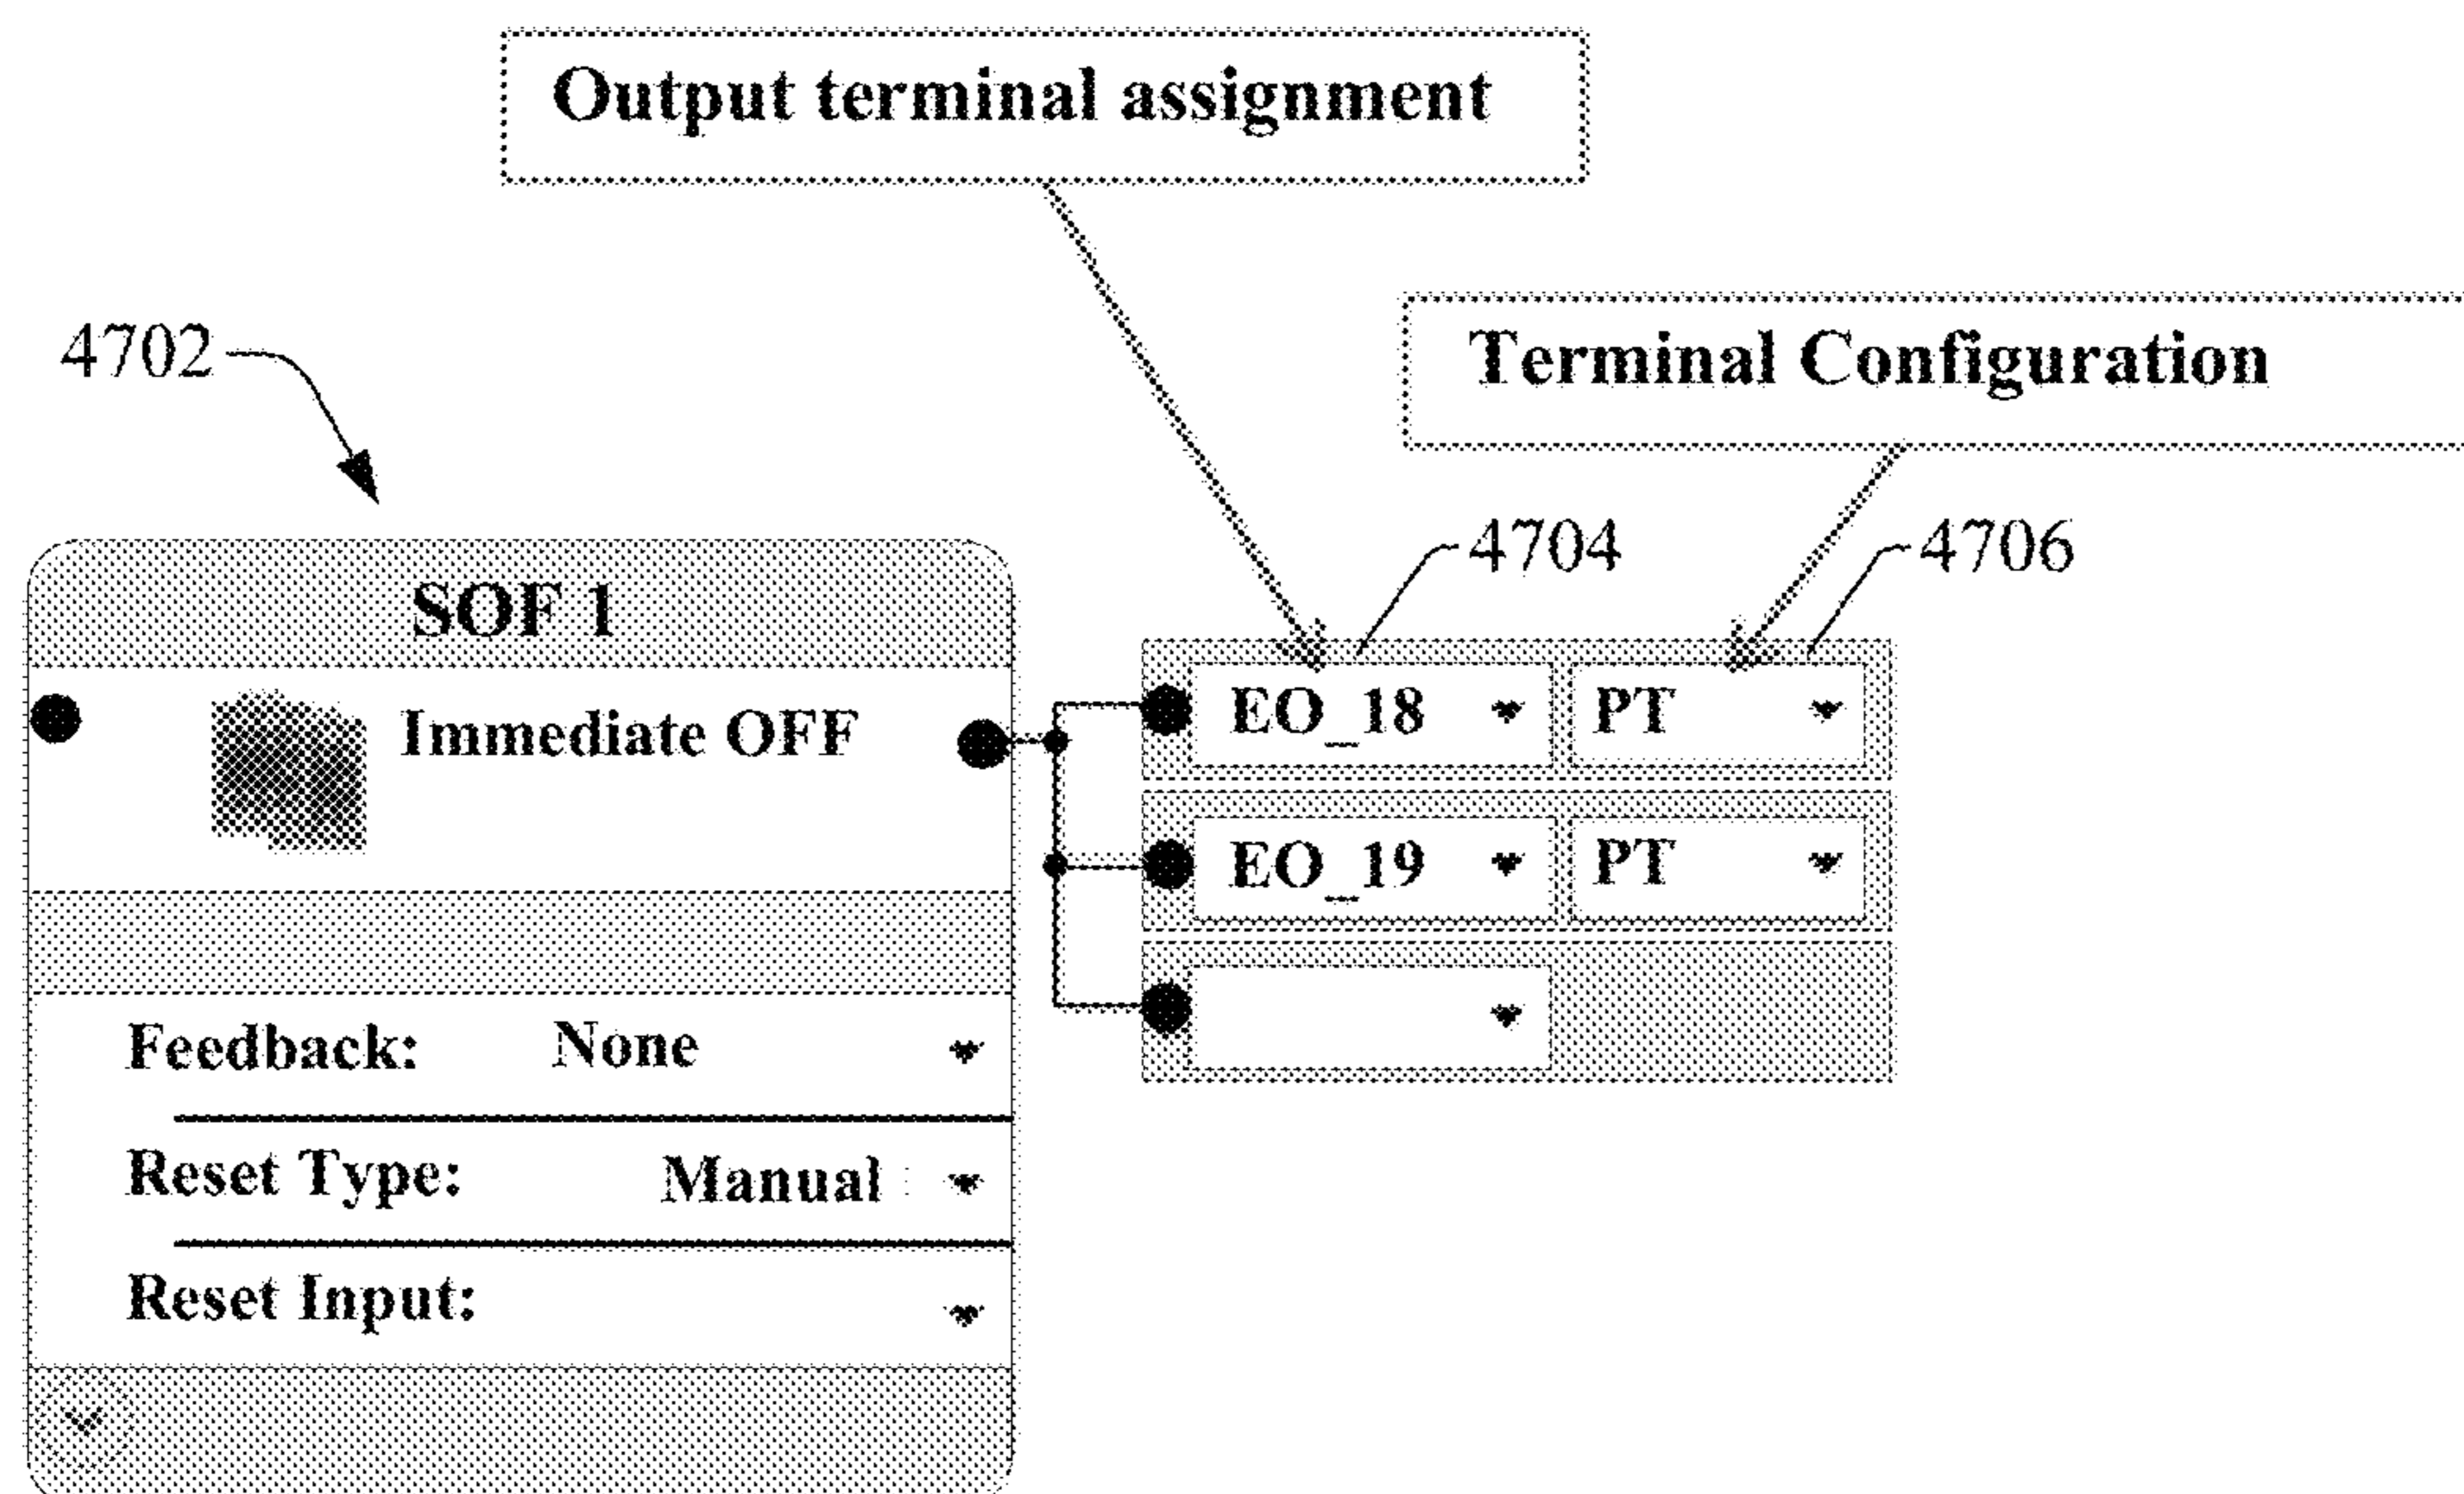 Output terminal assignment
Terminal Configuration
4702
4704
4706
SOF 1
Immediate OFF
EO_18
PT
EO_19
PT
Feedback: None
Reset Type: Manual
Reset Input: